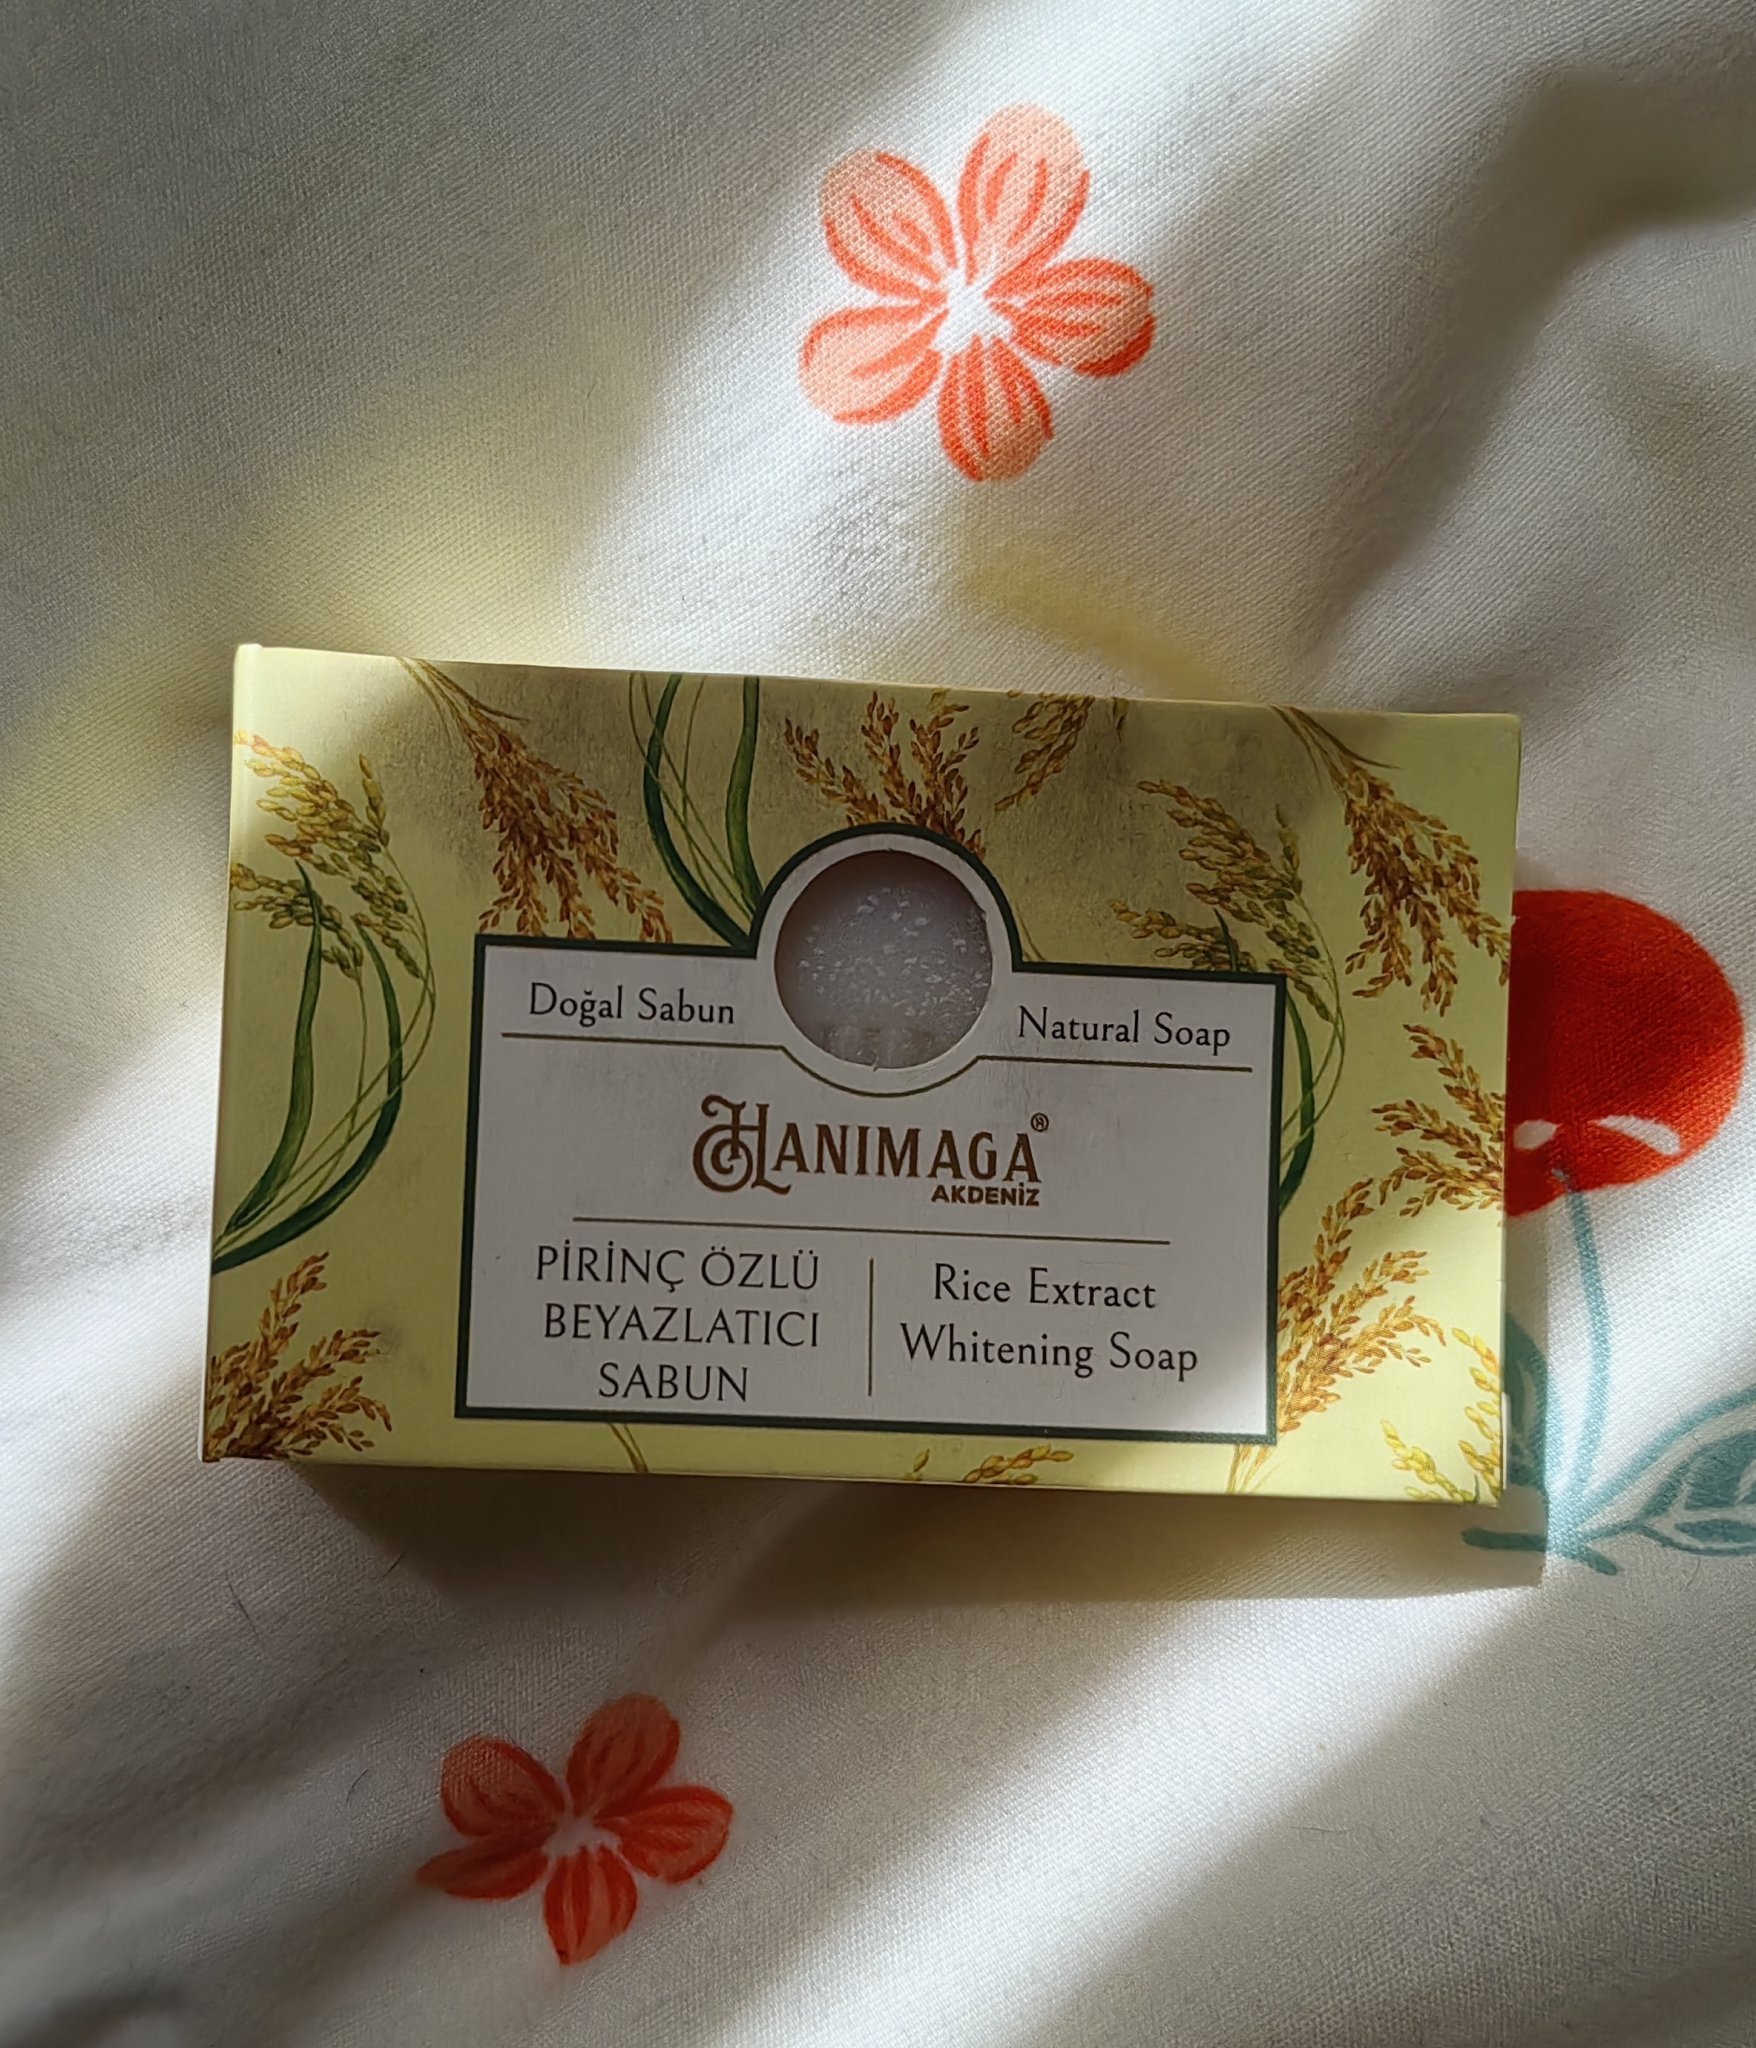 Doğal Sabun
Natural Soap
HANIMAGA®
AKDENİZ
PİRİNÇ ÖZLÜ
BEYAZLATICI
SABUN
Rice Extract
Whitening Soap